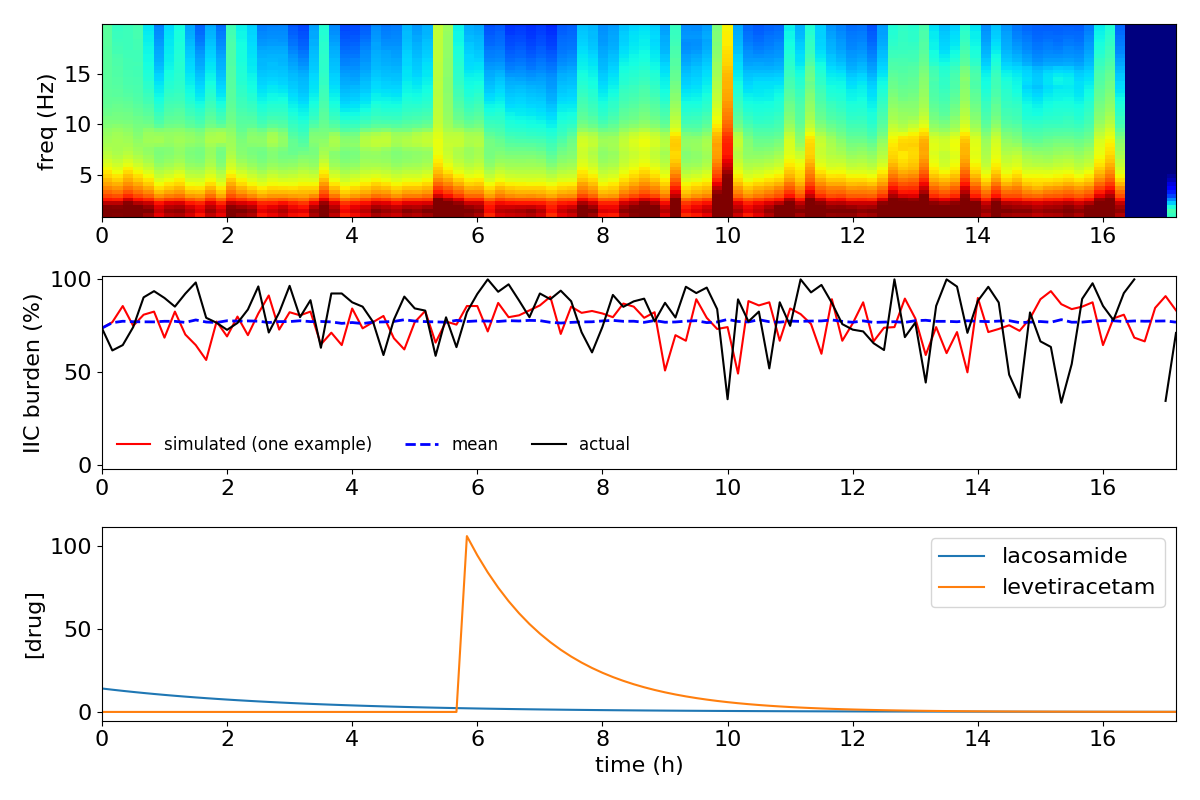 freq (Hz)
15
10
5
0 2 4 6 8 10 12 14 16
IIC burden (%)
100
50
0
simulated (one example) mean actual
0 2 4 6 8 10 12 14 16
[drug]
100
50
0
lacosamide
levetiracetam
0 2 4 6 8 10 12 14 16
time (h)